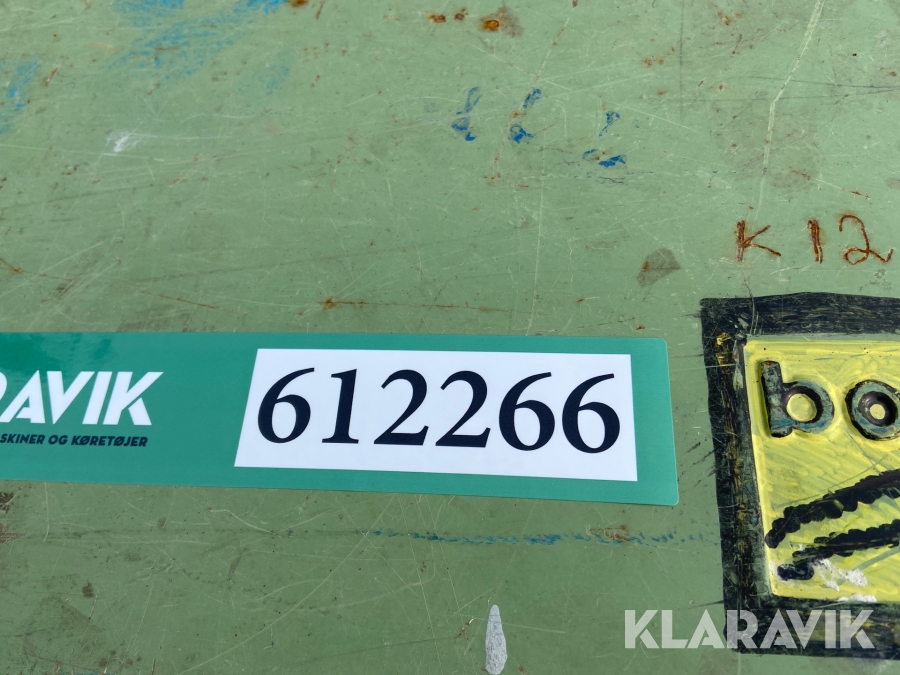 K12
RAVIK
SKINER OG KØRETØJER
612266
bo
KLARAVIK